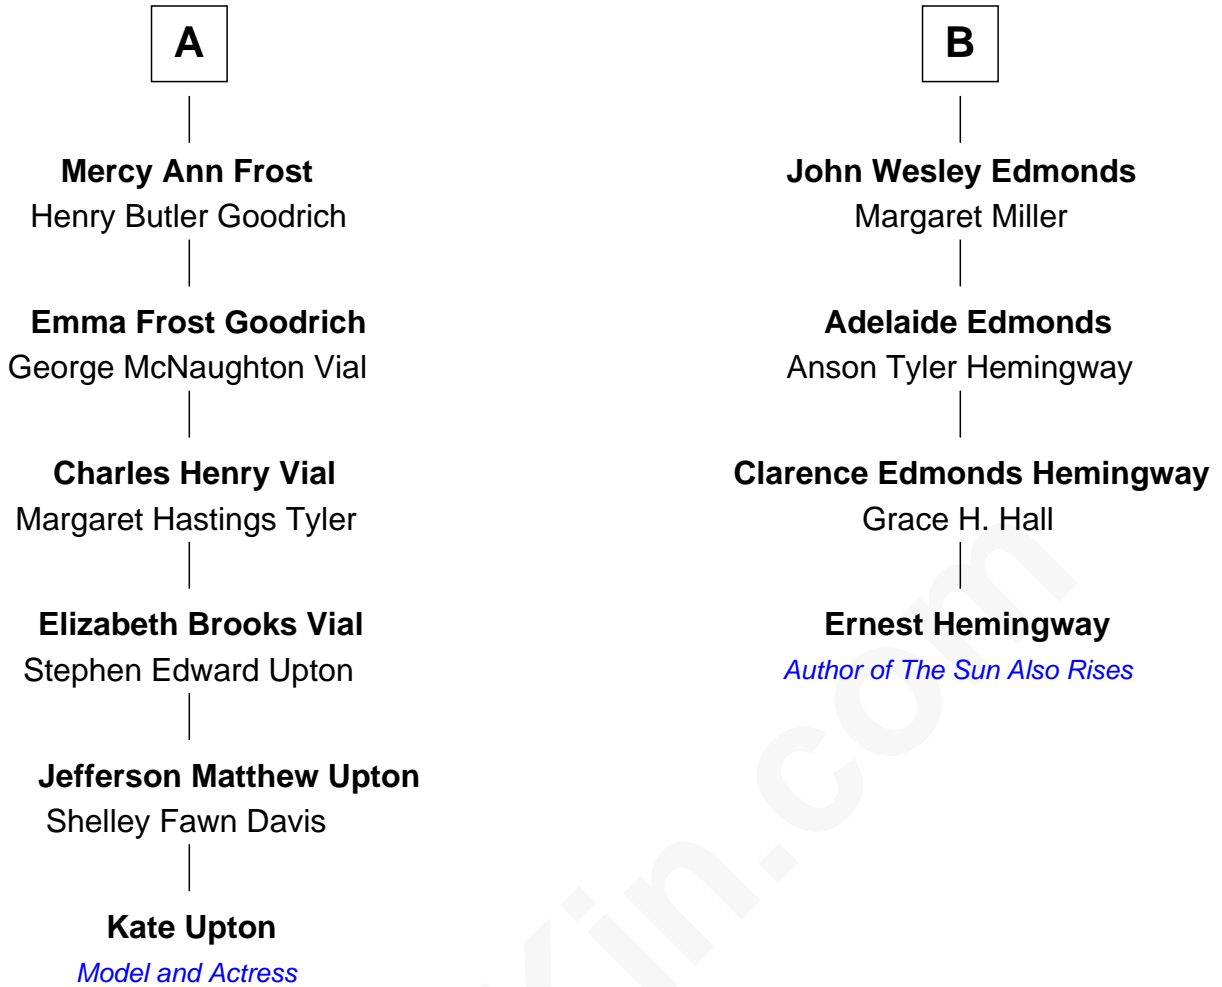 A
Mercy Ann Frost
Henry Butler Goodrich
Emma Frost Goodrich
George McNaughton Vial
Charles Henry Vial
Margaret Hastings Tyler
Elizabeth Brooks Vial
Stephen Edward Upton
Jefferson Matthew Upton
Shelley Fawn Davis
Kate Upton
Model and Actress
B
John Wesley Edmonds
Margaret Miller
Adelaide Edmonds
Anson Tyler Hemingway
Clarence Edmonds Hemingway
Grace H. Hall
Ernest Hemingway
Author of The Sun Also Rises
Kin.com